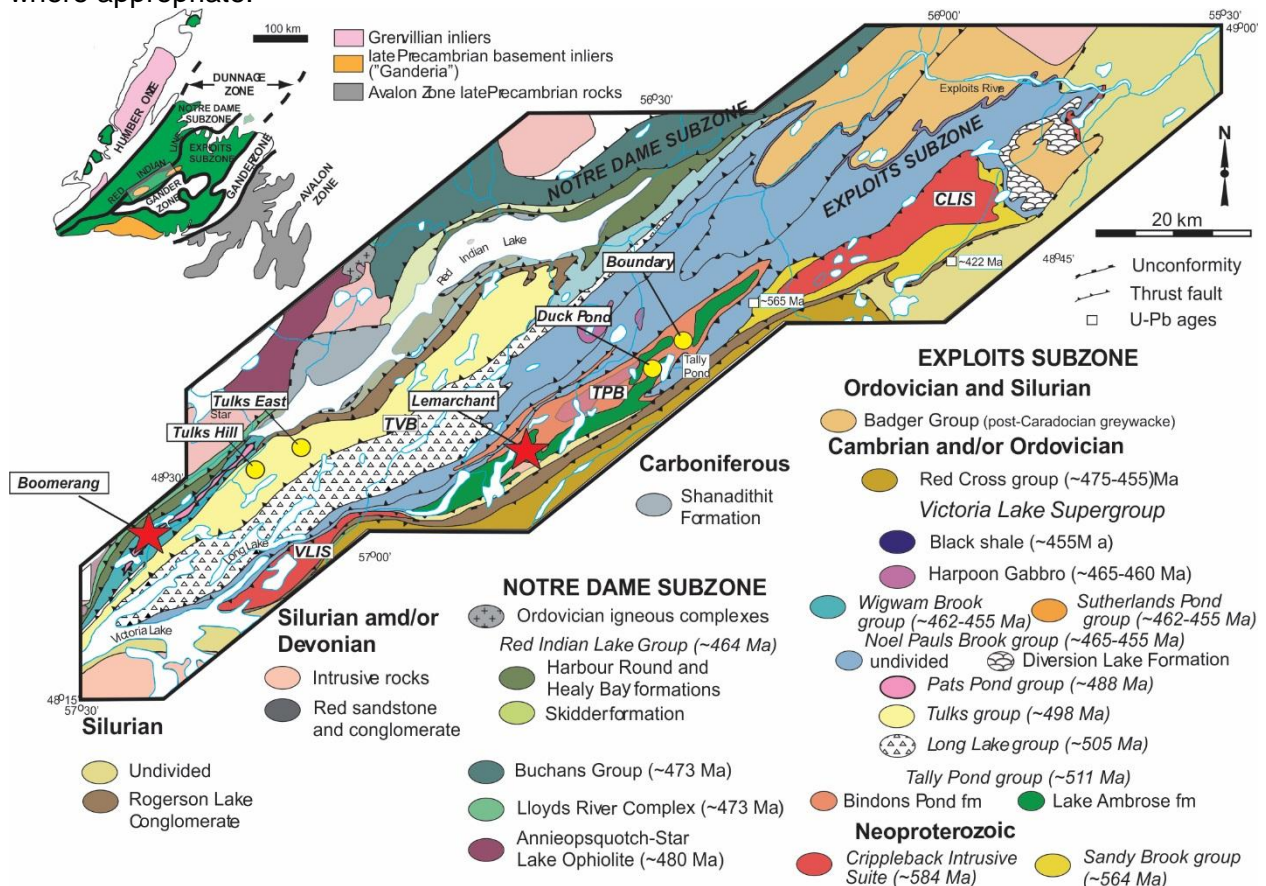 where appropriate.
100 km
Grenvillian inliers
late Precambrian basement inliers
("Ganderia")
Avalon Zone late Precambrian rocks
DUNNAGE
ZONE
NOTRE DAME
SUBZONE
HUMBER ONE
EXPLOITS
SUBZONE
RED INDIAN LINE
GANDER
ZONE
GANDER ZONE
AVALON
ZONE
56°30'
56°00'
55°30'
49°00'
Exploits River
NOTRE DAME SUBZONE
EXPLOITS SUBZONE
N
CLIS
20 km
48°45'
~422 Ma
~565 Ma
Unconformity
Thrust fault
U-Pb ages
Red Indian Lake
Boundary
Duck Pond
Tally
Pond
TPB
Lemarchant
Tulks East
Star
TVB
Tulks Hill
48°30'
Boomerang
Long Lake
VLIS
57°00'
Victoria Lake
48°15'
57°30'
Carboniferous
Shanadithit
Formation
Silurian
Undivided
Rogerson Lake
Conglomerate
Silurian amd/or
Devonian
Intrusive rocks
Red sandstone
and conglomerate
NOTRE DAME SUBZONE
Ordovician igneous complexes
Red Indian Lake Group (~464 Ma)
Harbour Round and
Healy Bay formations
Skidder formation
Buchans Group (~473 Ma)
Lloyds River Complex (~473 Ma)
Annieopsquotch-Star
Lake Ophiolite (~480 Ma)
EXPLOITS SUBZONE
Ordovician and Silurian
Badger Group (post-Caradocian greywacke)
Cambrian and/or Ordovician
Red Cross group (~475-455)Ma
Victoria Lake Supergroup
Black shale (~455M a)
Harpoon Gabbro (~465-460 Ma)
Wigwam Brook
group (~462-455 Ma)
Sutherlands Pond
group (~462-455 Ma)
Noel Pauls Brook group (~465-455 Ma)
undivided
Diversion Lake Formation
Pats Pond group (~488 Ma)
Tulks group (~498 Ma)
Long Lake group (~505 Ma)
Tally Pond group (~511 Ma)
Bindons Pond fm
Lake Ambrose fm
Neoproterozoic
Crippleback Intrusive
Suite (~584 Ma)
Sandy Brook group
(~564 Ma)